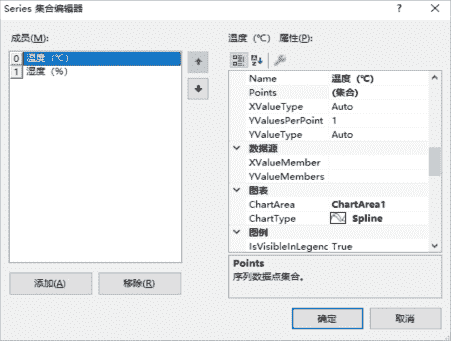 Series 集合编辑器
? ×
成员(M):
0 温度（℃）
1 湿度（%）
添加(A) 移除(R)
温度（℃） 属性(P):
Name 温度（℃）
Points (集合)
XValueType Auto
YValuesPerPoint 1
YValueType Auto
数据源
XValueMember
YValueMembers
图表
ChartArea ChartArea1
ChartType Spline
图例
IsVisibleInLegend True
Points
序列数据点集合。
确定 取消